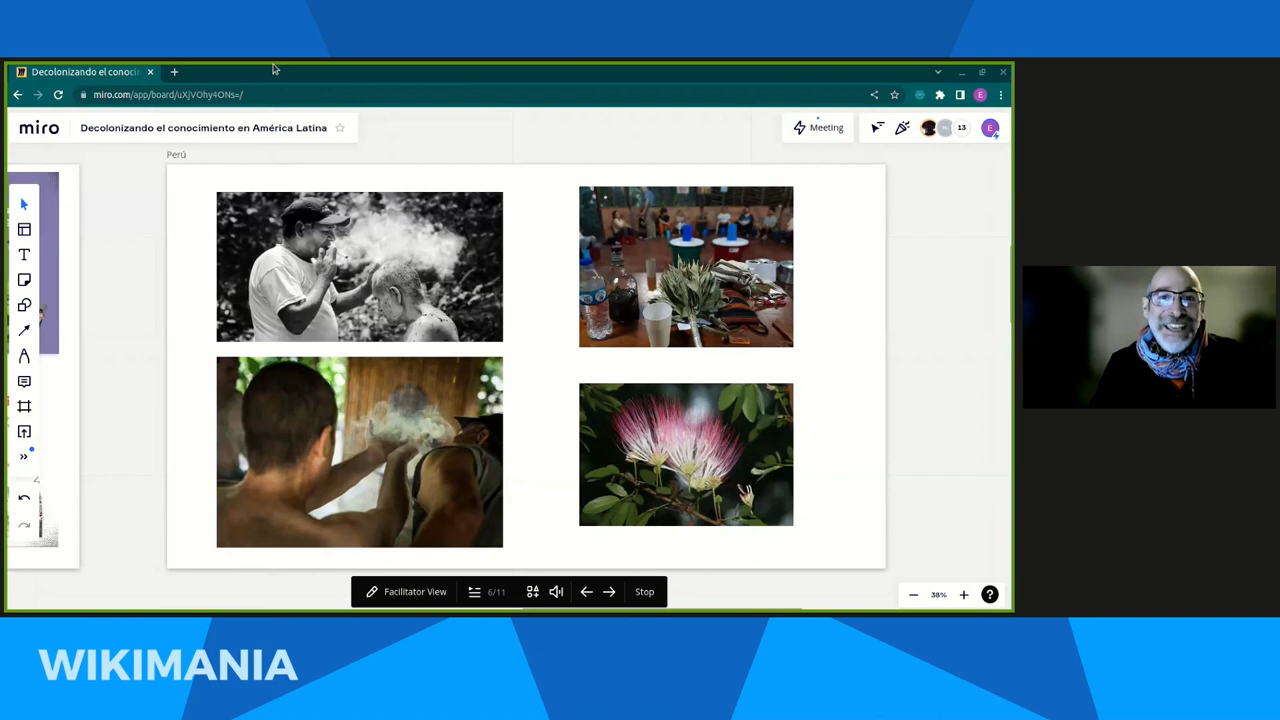 Decolonizando el conoci
miro.com/app/board/uXjVOhy4ONs=/
E
miro
Decolonizando el conocimiento en América Latina
Meeting
13
E
Perú
T
Facilitator View
6/11
Stop
38%
?
WIKIMANIA